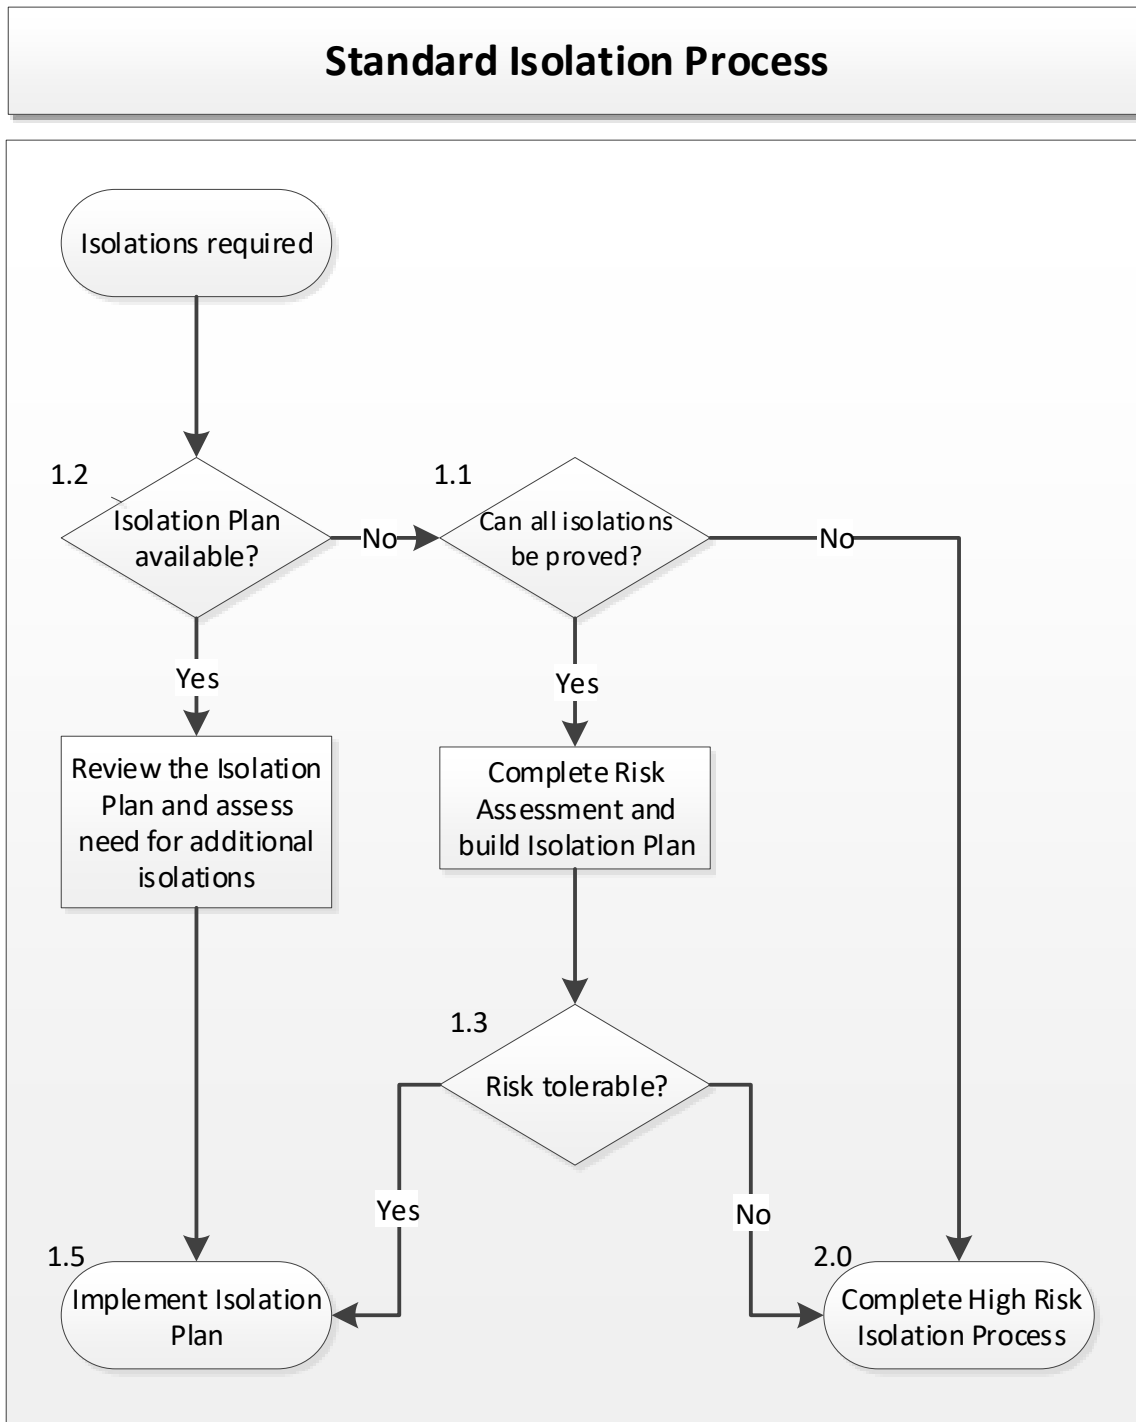 Standard Isolation Process
Isolations required
1.2
Isolation Plan
available?
No
1.1
Can all isolations
be proved?
No
Yes
Yes
Review the Isolation
Plan and assess
need for additional
isolations
Complete Risk
Assessment and
build Isolation Plan
1.3
Risk tolerable?
Yes
No
1.5
Implement Isolation
Plan
2.0
Complete High Risk
Isolation Process